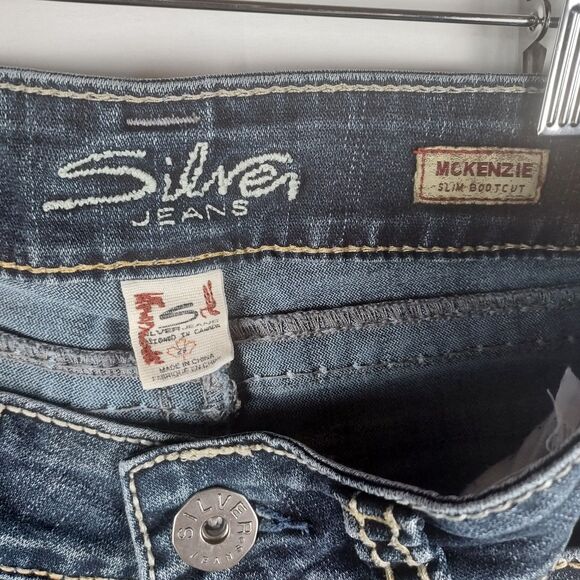 Silver
JEANS
MCKENZIE
SLIM BOOTCUT
S
SILVER JEANS
DESIGNED IN CANADA
MADE IN CHINA
SILVER
JEANS